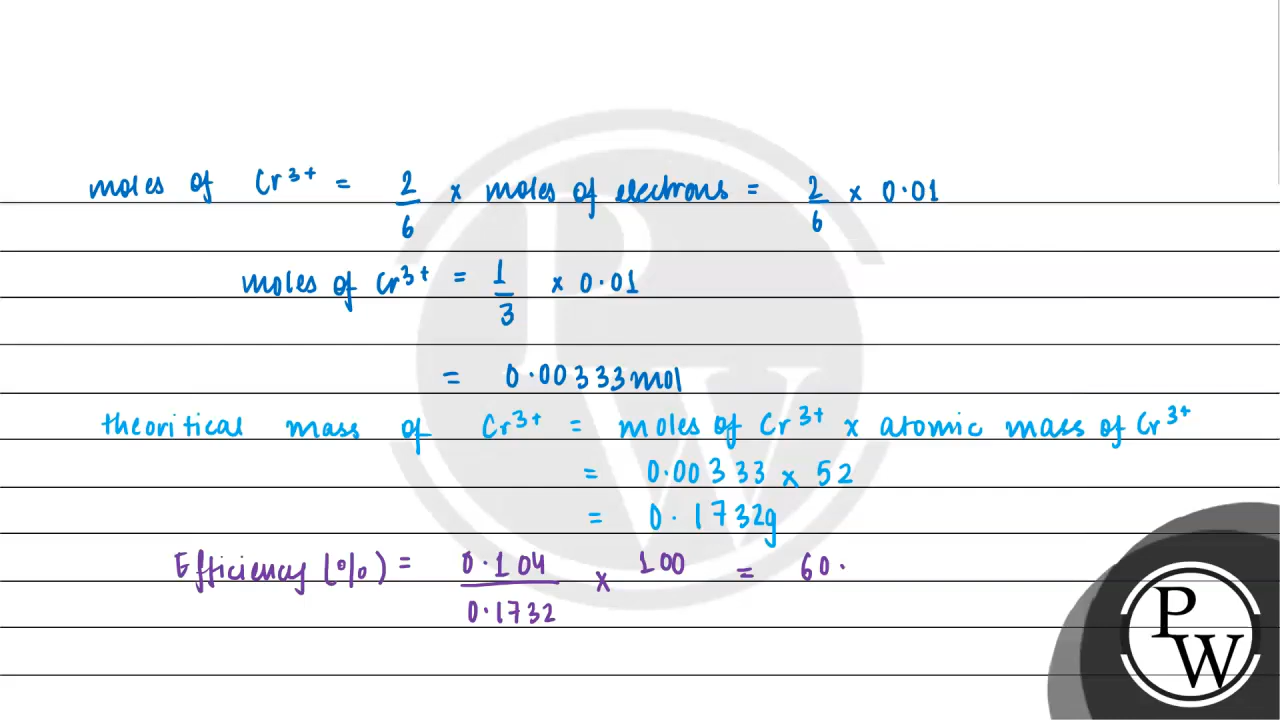 moles of Cr³⁺ = 2/6 × moles of electrons = 2/6 × 0.01
moles of Cr³⁺ = 1/3 × 0.01
= 0.00333 mol
theoritical mass of Cr³⁺ = moles of Cr³⁺ × atomic mass of Cr³⁺
= 0.00333 × 52
= 0.1732g
Efficiency (%) = 0.104/0.1732 × 100 = 60.
P
W
P
W